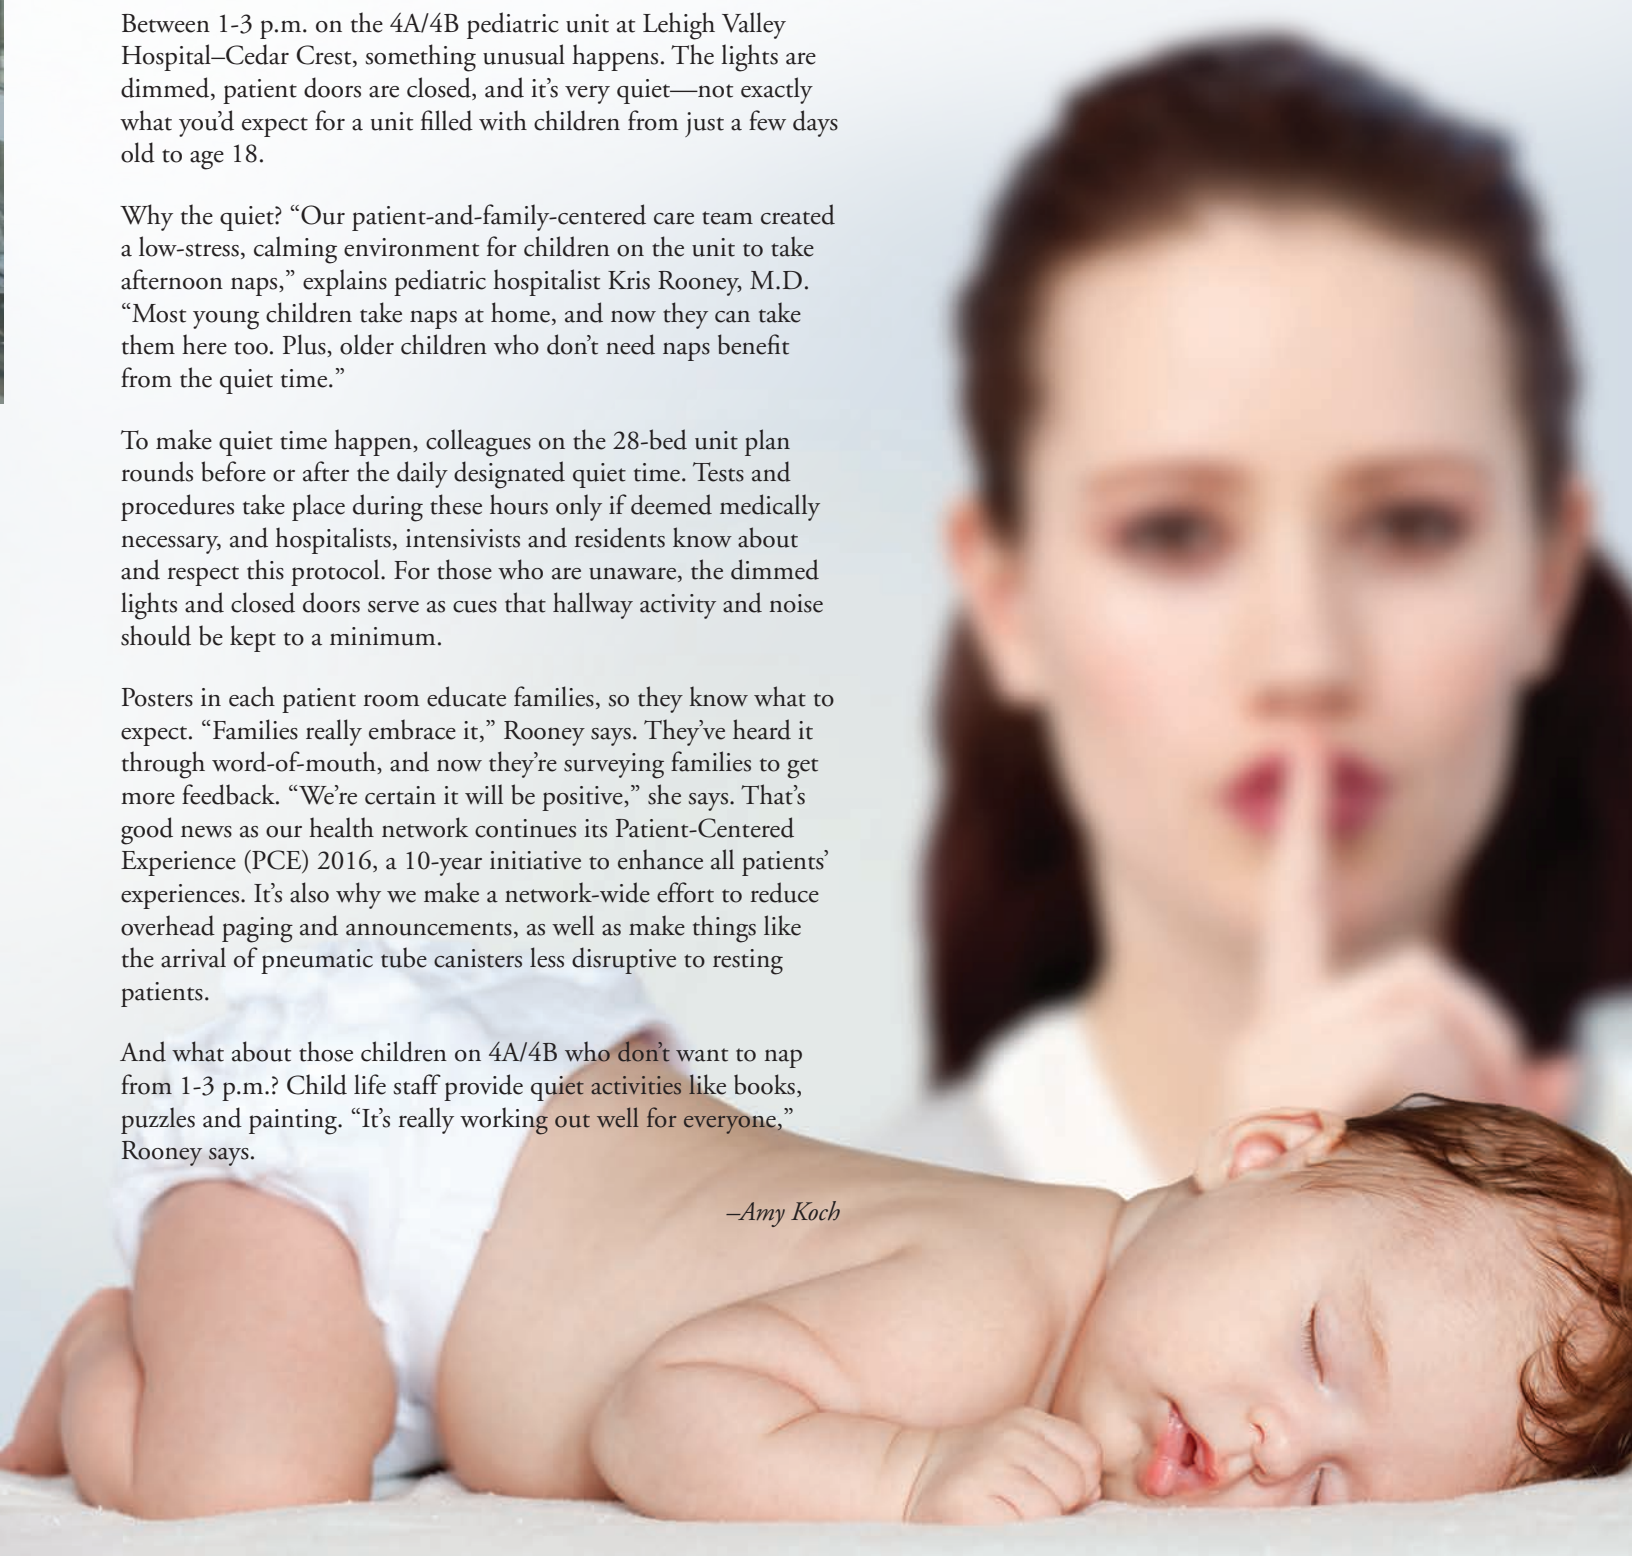 Between 1-3 p.m. on the 4A/4B pediatric unit at Lehigh Valley
Hospital–Cedar Crest, something unusual happens. The lights are
dimmed, patient doors are closed, and it’s very quiet—not exactly
what you’d expect for a unit filled with children from just a few days
old to age 18.
Why the quiet? “Our patient-and-family-centered care team created
a low-stress, calming environment for children on the unit to take
afternoon naps,” explains pediatric hospitalist Kris Rooney, M.D.
“Most young children take naps at home, and now they can take
them here too. Plus, older children who don’t need naps benefit
from the quiet time.”
To make quiet time happen, colleagues on the 28-bed unit plan
rounds before or after the daily designated quiet time. Tests and
procedures take place during these hours only if deemed medically
necessary, and hospitalists, intensivists and residents know about
and respect this protocol. For those who are unaware, the dimmed
lights and closed doors serve as cues that hallway activity and noise
should be kept to a minimum.
Posters in each patient room educate families, so they know what to
expect. “Families really embrace it,” Rooney says. They’ve heard it
through word-of-mouth, and now they’re surveying families to get
more feedback. “We’re certain it will be positive,” she says. That’s
good news as our health network continues its Patient-Centered
Experience (PCE) 2016, a 10-year initiative to enhance all patients’
experiences. It’s also why we make a network-wide effort to reduce
overhead paging and announcements, as well as make things like
the arrival of pneumatic tube canisters less disruptive to resting
patients.
And what about those children on 4A/4B who don’t want to nap
from 1-3 p.m.? Child life staff provide quiet activities like books,
puzzles and painting. “It’s really working out well for everyone,”
Rooney says.
–Amy Koch